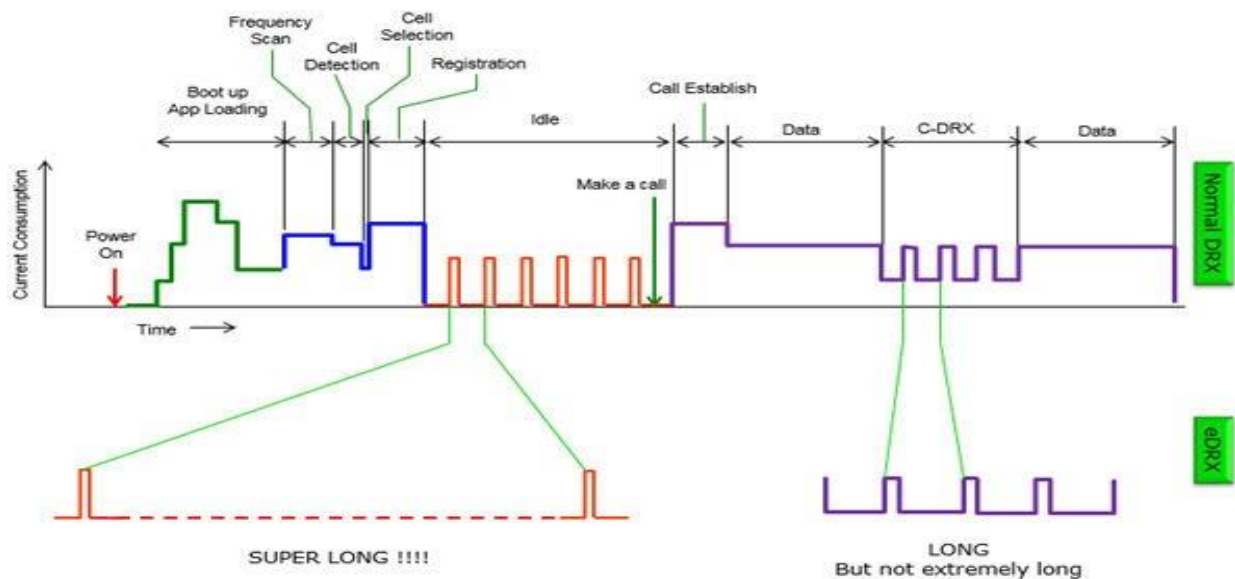 Frequency
Scan
Cell
Detection
Cell
Selection
Registration
Boot up
App Loading
Idle
Call Establish
Data
C-DRX
Data
Make a call
Power
On
Current Consumption
Time
Normal DRX
eDRX
SUPER LONG !!!!
LONG
But not extremely long